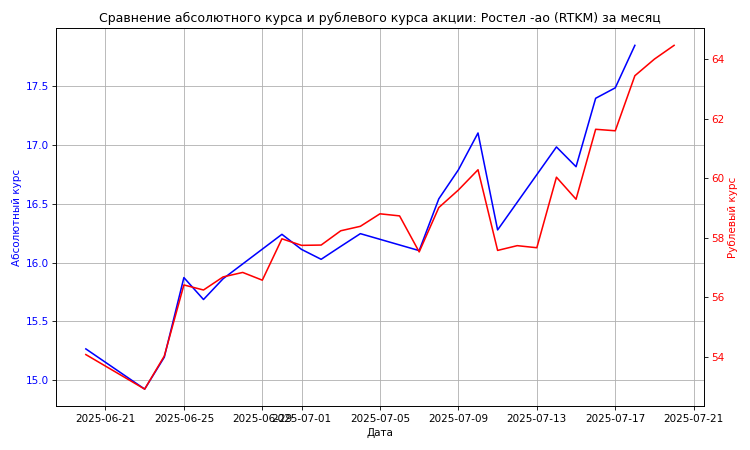 Сравнение абсолютного курса и рублевого курса акции: Ростел -ао (RTKM) за месяц
Абсолютный курс
17.5
17.0
16.5
16.0
15.5
15.0
64
62
60
58
56
54
Рублевый курс
2025-06-21 2025-06-25 2025-06-29 2025-07-01 2025-07-05 2025-07-09 2025-07-13 2025-07-17 2025-07-21
Дата